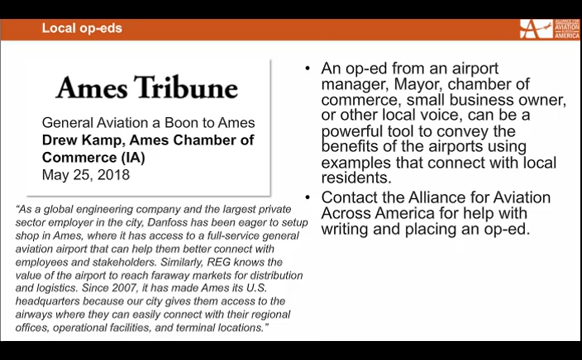 Local op-eds
AVIATION
AMERICA
Ames Tribune
General Aviation a Boon to Ames
Drew Kamp, Ames Chamber of
Commerce (IA)
May 25, 2018
“As a global engineering company and the largest private
sector employer in the city, Danfoss has been eager to setup
shop in Ames, where it has access to a full-service general
aviation airport that can help them better connect with
employees and stakeholders. Similarly, REG knows the
value of the airport to reach faraway markets for distribution
and logistics. Since 2007, it has made Ames its U.S.
headquarters because our city gives them access to the
airways where they can easily connect with their regional
offices, operational facilities, and terminal locations.”
• An op-ed from an airport
manager, Mayor, chamber of
commerce, small business owner,
or other local voice, can be a
powerful tool to convey the
benefits of the airports using
examples that connect with local
residents.
• Contact the Alliance for Aviation
Across America for help with
writing and placing an op-ed.